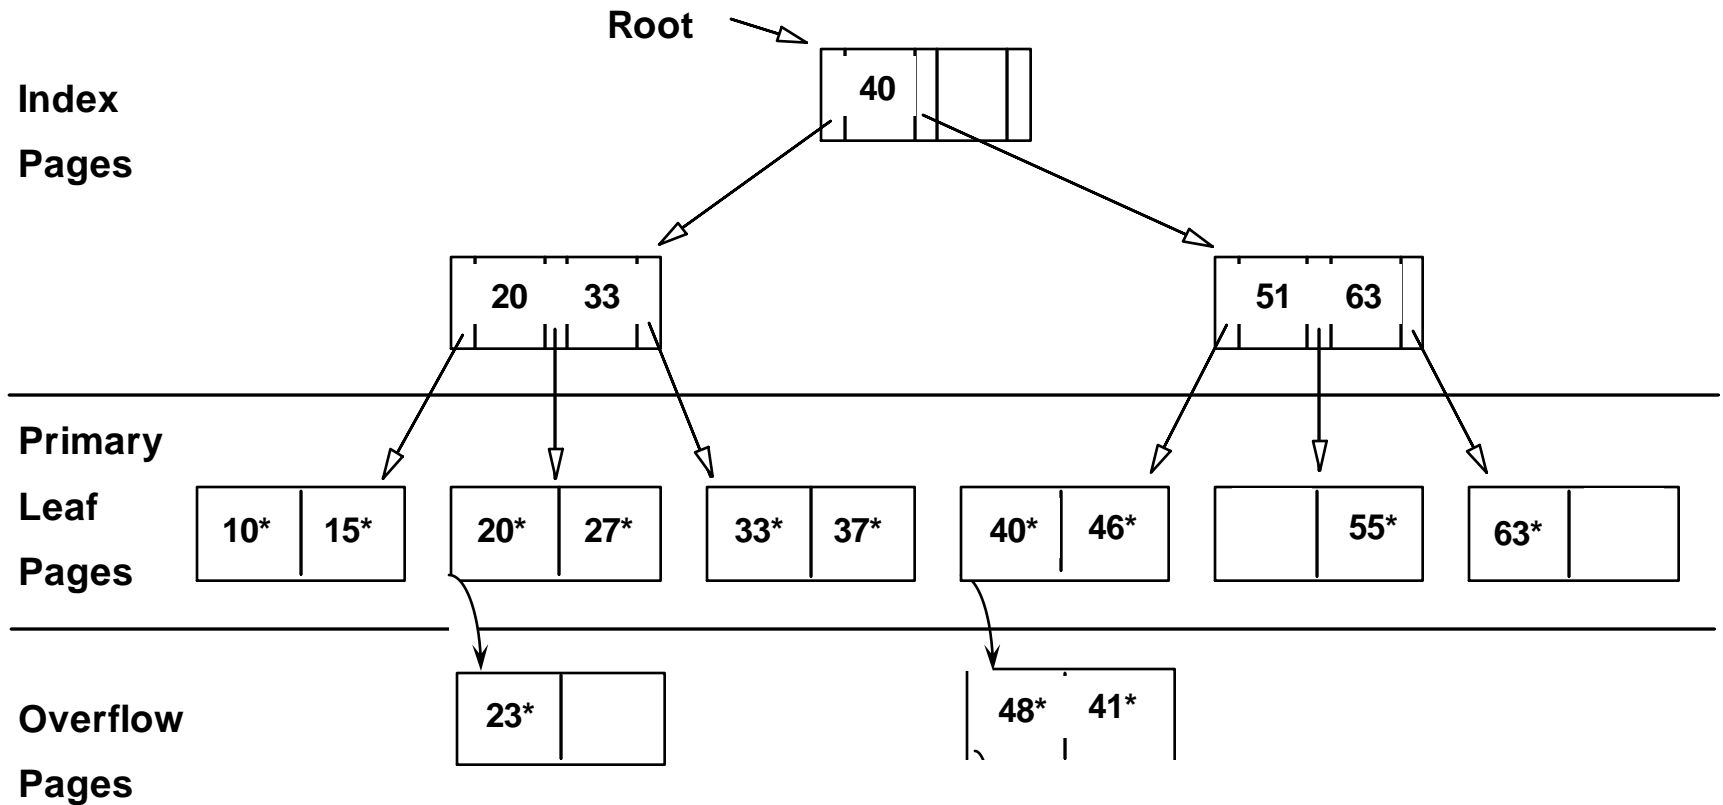 Root
Index
Pages
40
20 33
51 63
Primary
Leaf
Pages
10* 15*
20* 27*
33* 37*
40* 46*
55*
63*
Overflow
Pages
23*
48* 41*